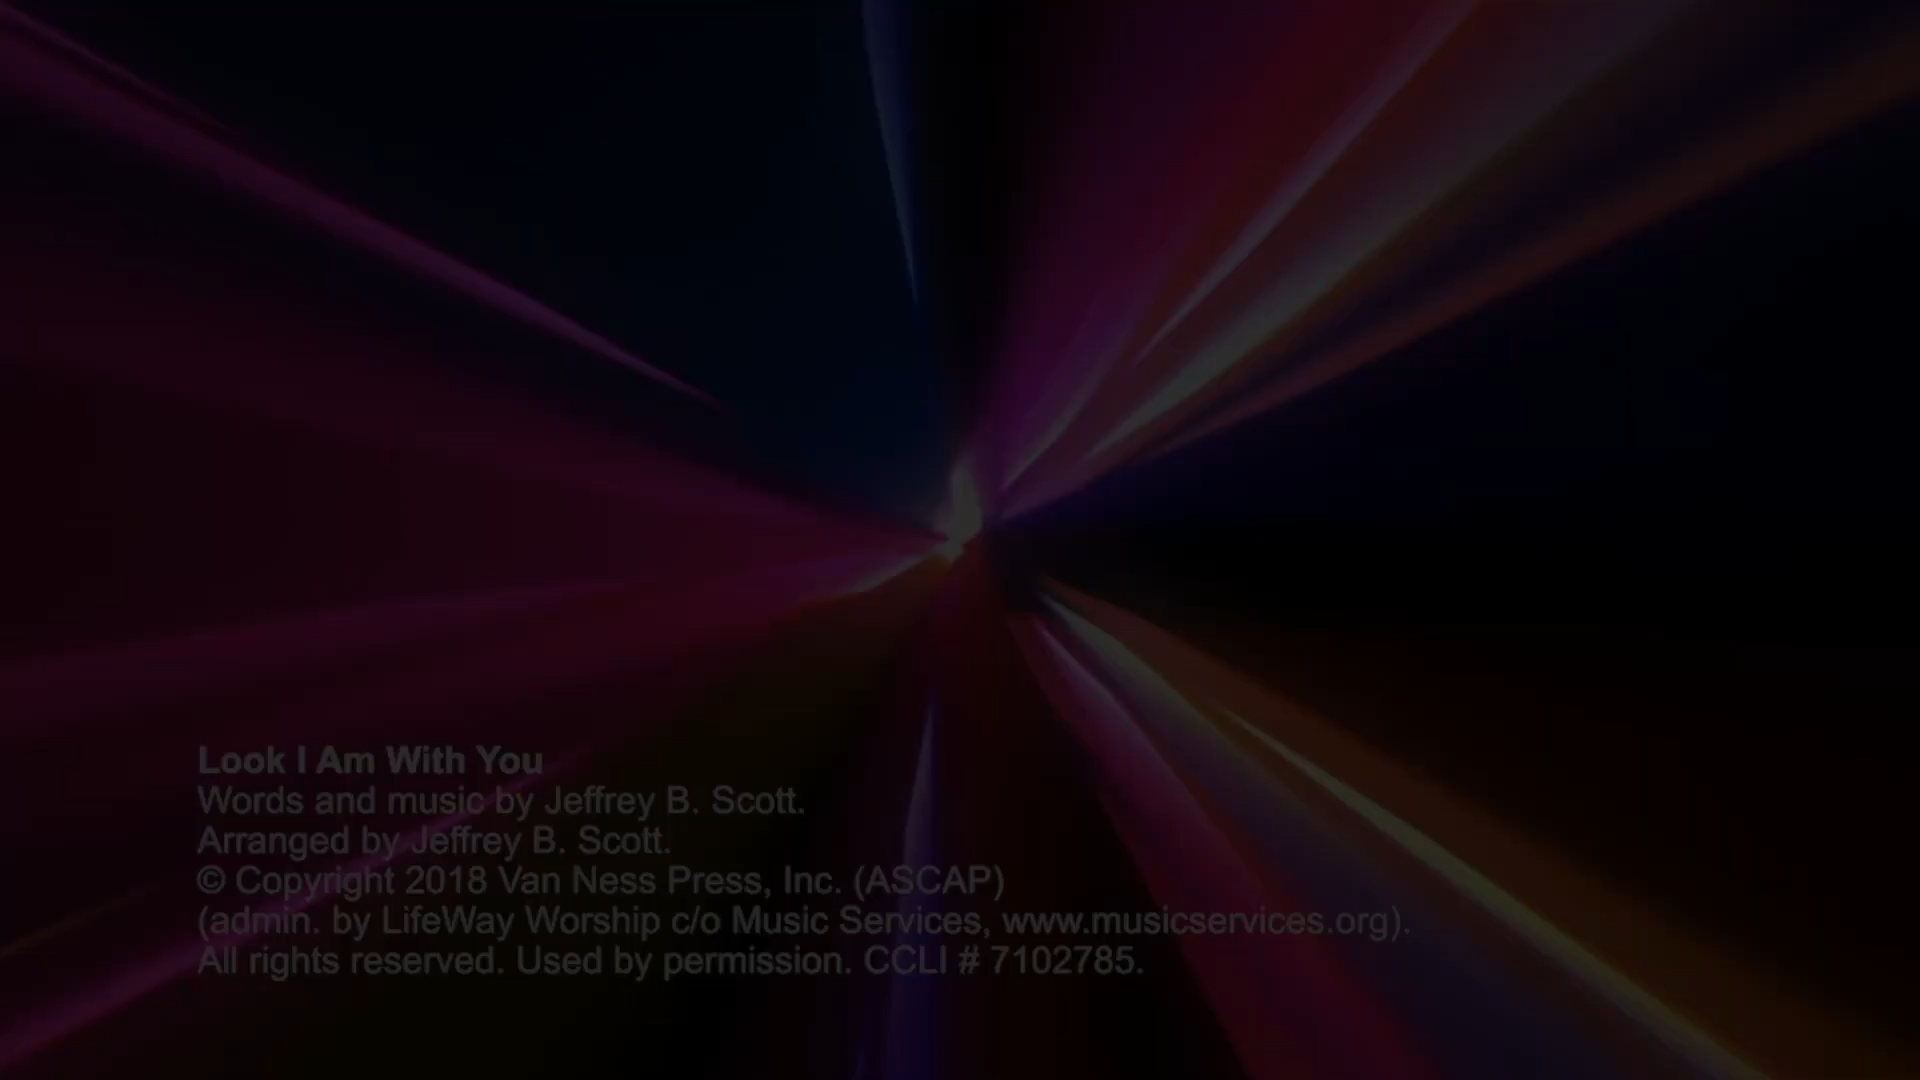 Look I Am With You
Words and music by Jeffrey B. Scott.
Arranged by Jeffrey B. Scott.
© Copyright 2018 Van Ness Press, Inc. (ASCAP)
(admin. by LifeWay Worship c/o Music Services, www.musicservices.org).
All rights reserved. Used by permission. CCLI # 7102785.